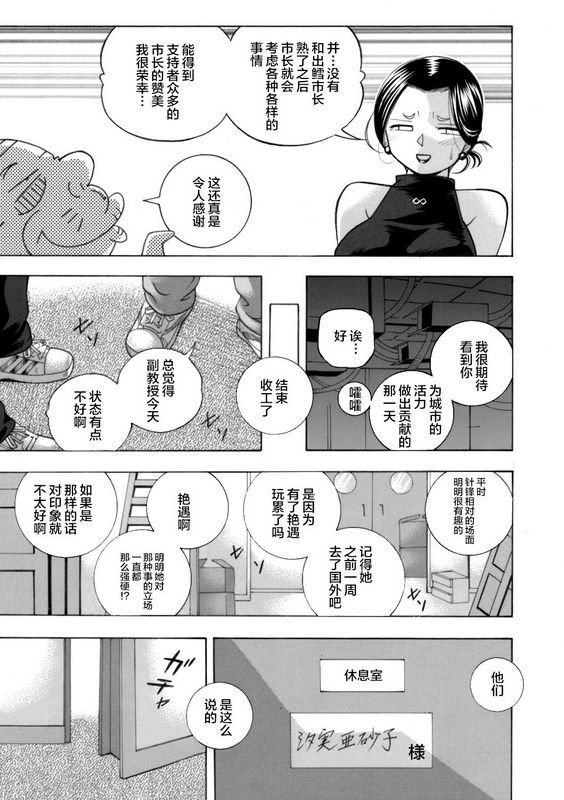 并…没有
和出鳕市长
熟了之后
市长就会
考虑各种各样的
事情
能得到
支持者众多的
市长的赞美
我很荣幸…
这还真是
令人感谢
我很期待
看到你
为城市的
活力
做出贡献的
那一天
诶…
好
嚯嚯
结束
收工了
总觉得
副教授今天
状态有点
不好啊
平时
针锋相对的场面
明明很有趣的
记得她
之前一周
去了国外吧
是因为
有了艳遇
玩累了吗
艳遇啊
明明她对
那种事的立场
一直都
那么强硬!?
如果是
那样的话
对印象就
不太好啊
他们
休息室
汐実亜砂子
様
是这么
说的
ガチャ